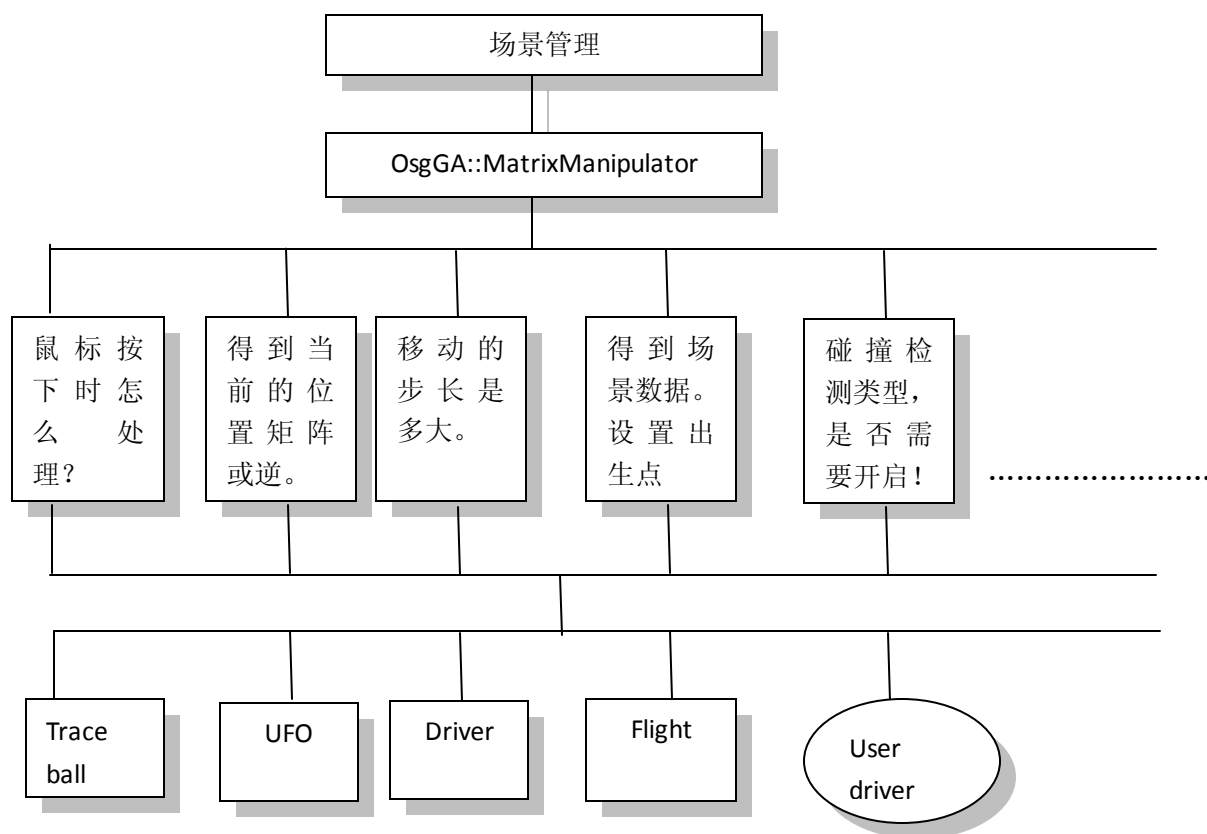 场景管理
OsgGA::MatrixManipulator
鼠标按
下时怎
么处
理？
得到当
前的位
置矩阵
或逆。
移动的
步长是
多大。
得到场
景数据。
设置出
生点
碰撞检
测类型，
是否需
要开启！
……………………
Trace
ball
UFO
Driver
Flight
User
driver